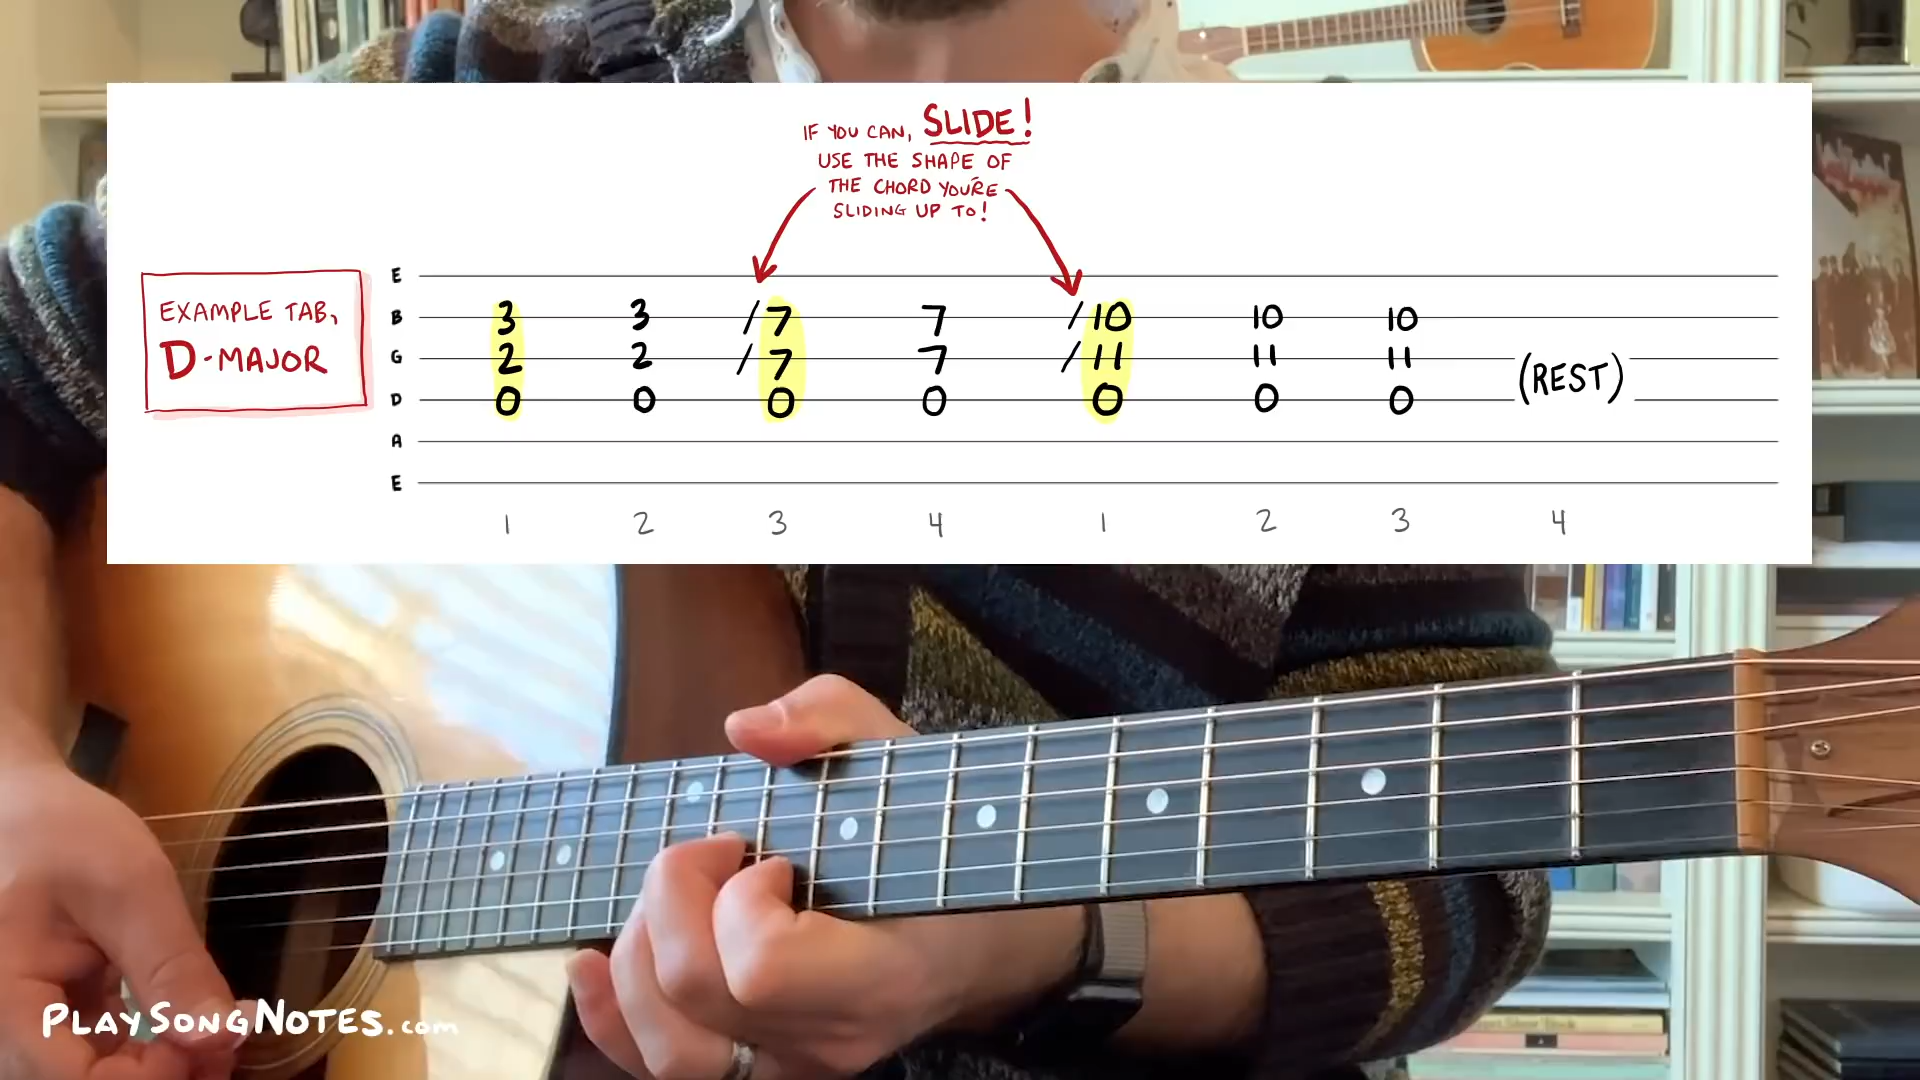 IF YOU CAN, SLIDE!
USE THE SHAPE OF
THE CHORD YOU'RE
SLIDING UP TO!
EXAMPLE TAB,
D-MAJOR
E
B 3 3 /7 7 /10 10 10
G 2 2 /7 7 /11 11 11
D 0 0 0 0 0 0 0
(REST)
A
E
1 2 3 4 1 2 3 4
PLAYSONGNOTES.com